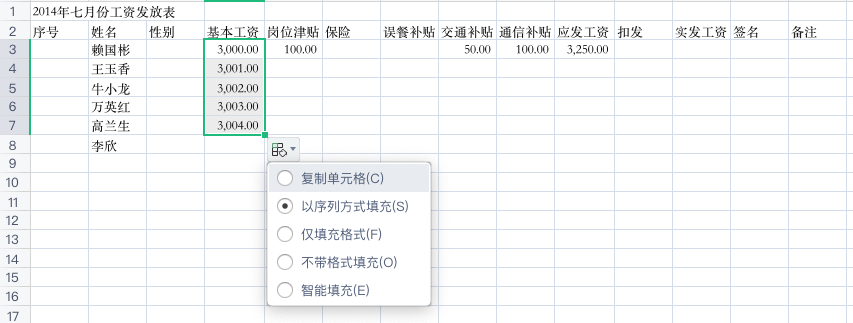 1 2014年七月份工资发放表
2 序号 姓名 性别 基本工资 岗位津贴 保险 误餐补贴 交通补贴 通信补贴 应发工资 扣发 实发工资 签名 备注
3 赖国彬 3,000.00 100.00 50.00 100.00 3,250.00
4 王玉香 3,001.00
5 牛小龙 3,002.00
6 万英红 3,003.00
7 高兰生 3,004.00
8 李欣
9
10 复制单元格(C)
11 以序列方式填充(S)
12
13 仅填充格式(F)
14 不带格式填充(O)
15
16 智能填充(E)
17